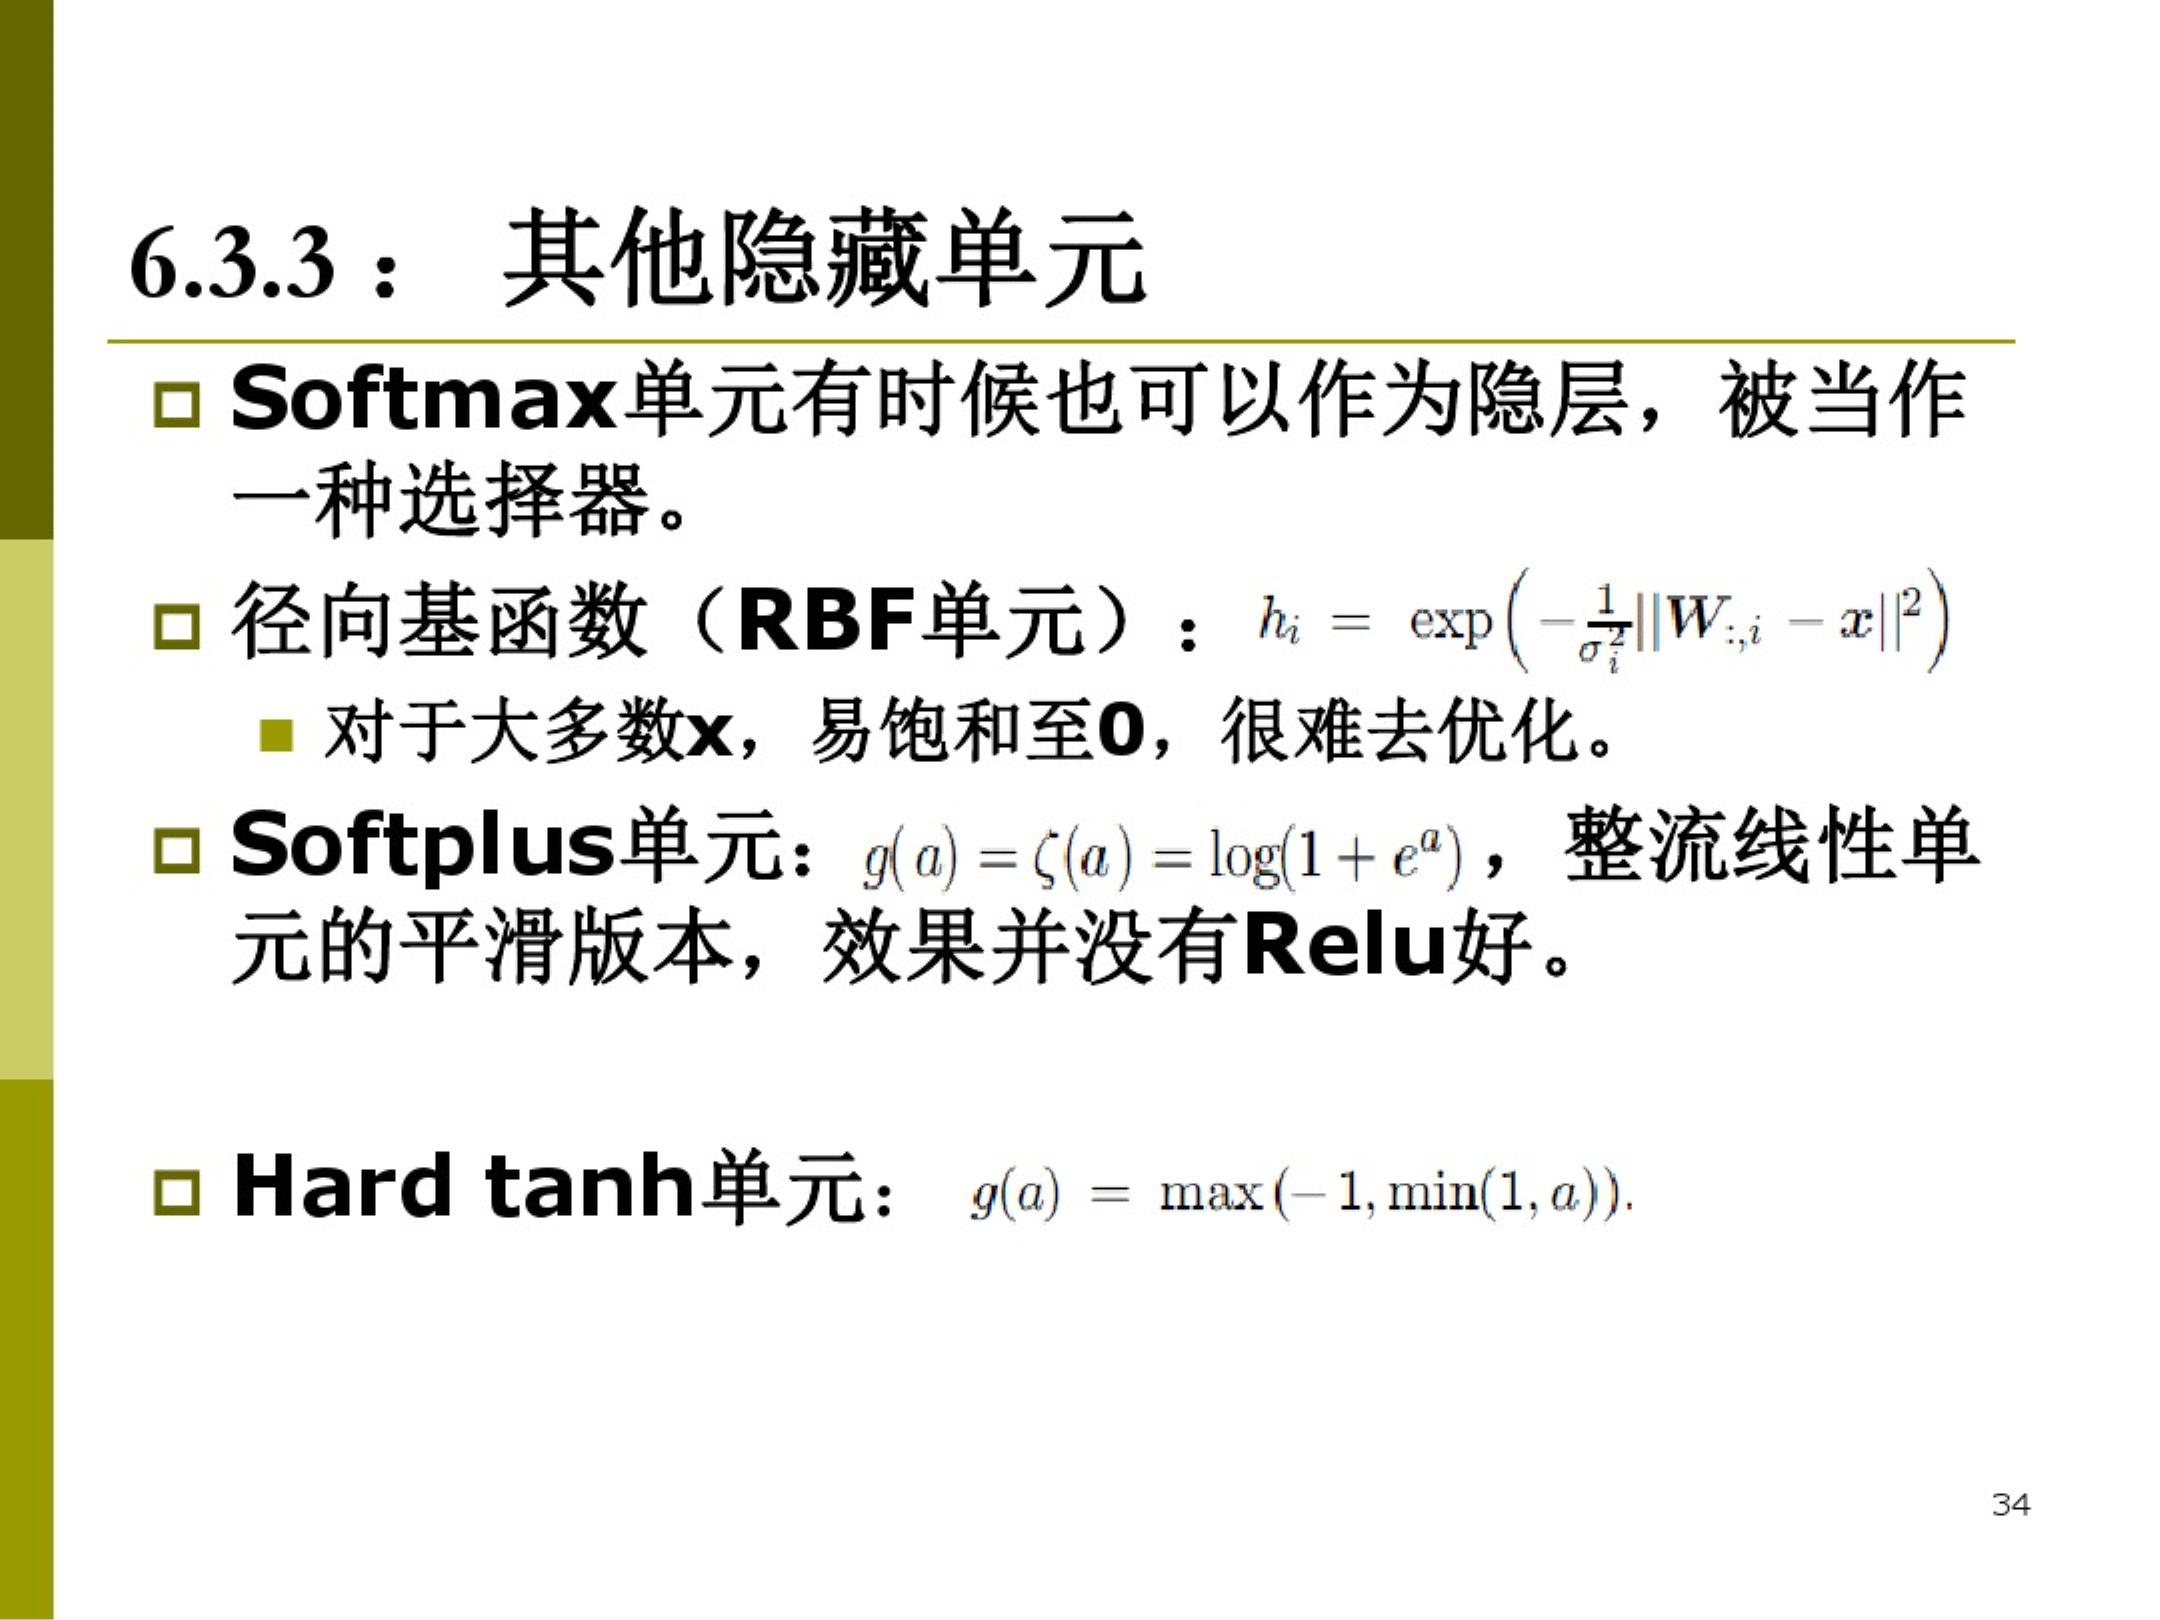 6.3.3： 其他隐藏单元
Softmax单元有时候也可以作为隐层，被当作
一种选择器。
径向基函数（RBF单元）： h_i = exp(−\frac{1}{σ_i^2}||W_{:,i} − x||^2)
对于大多数x，易饱和至0，很难去优化。
Softplus单元：g(a) = ζ(a) = log(1 + e^a)，整流线性单
元的平滑版本，效果并没有Relu好。
Hard tanh单元： g(a) = max(−1, min(1, a)).
34